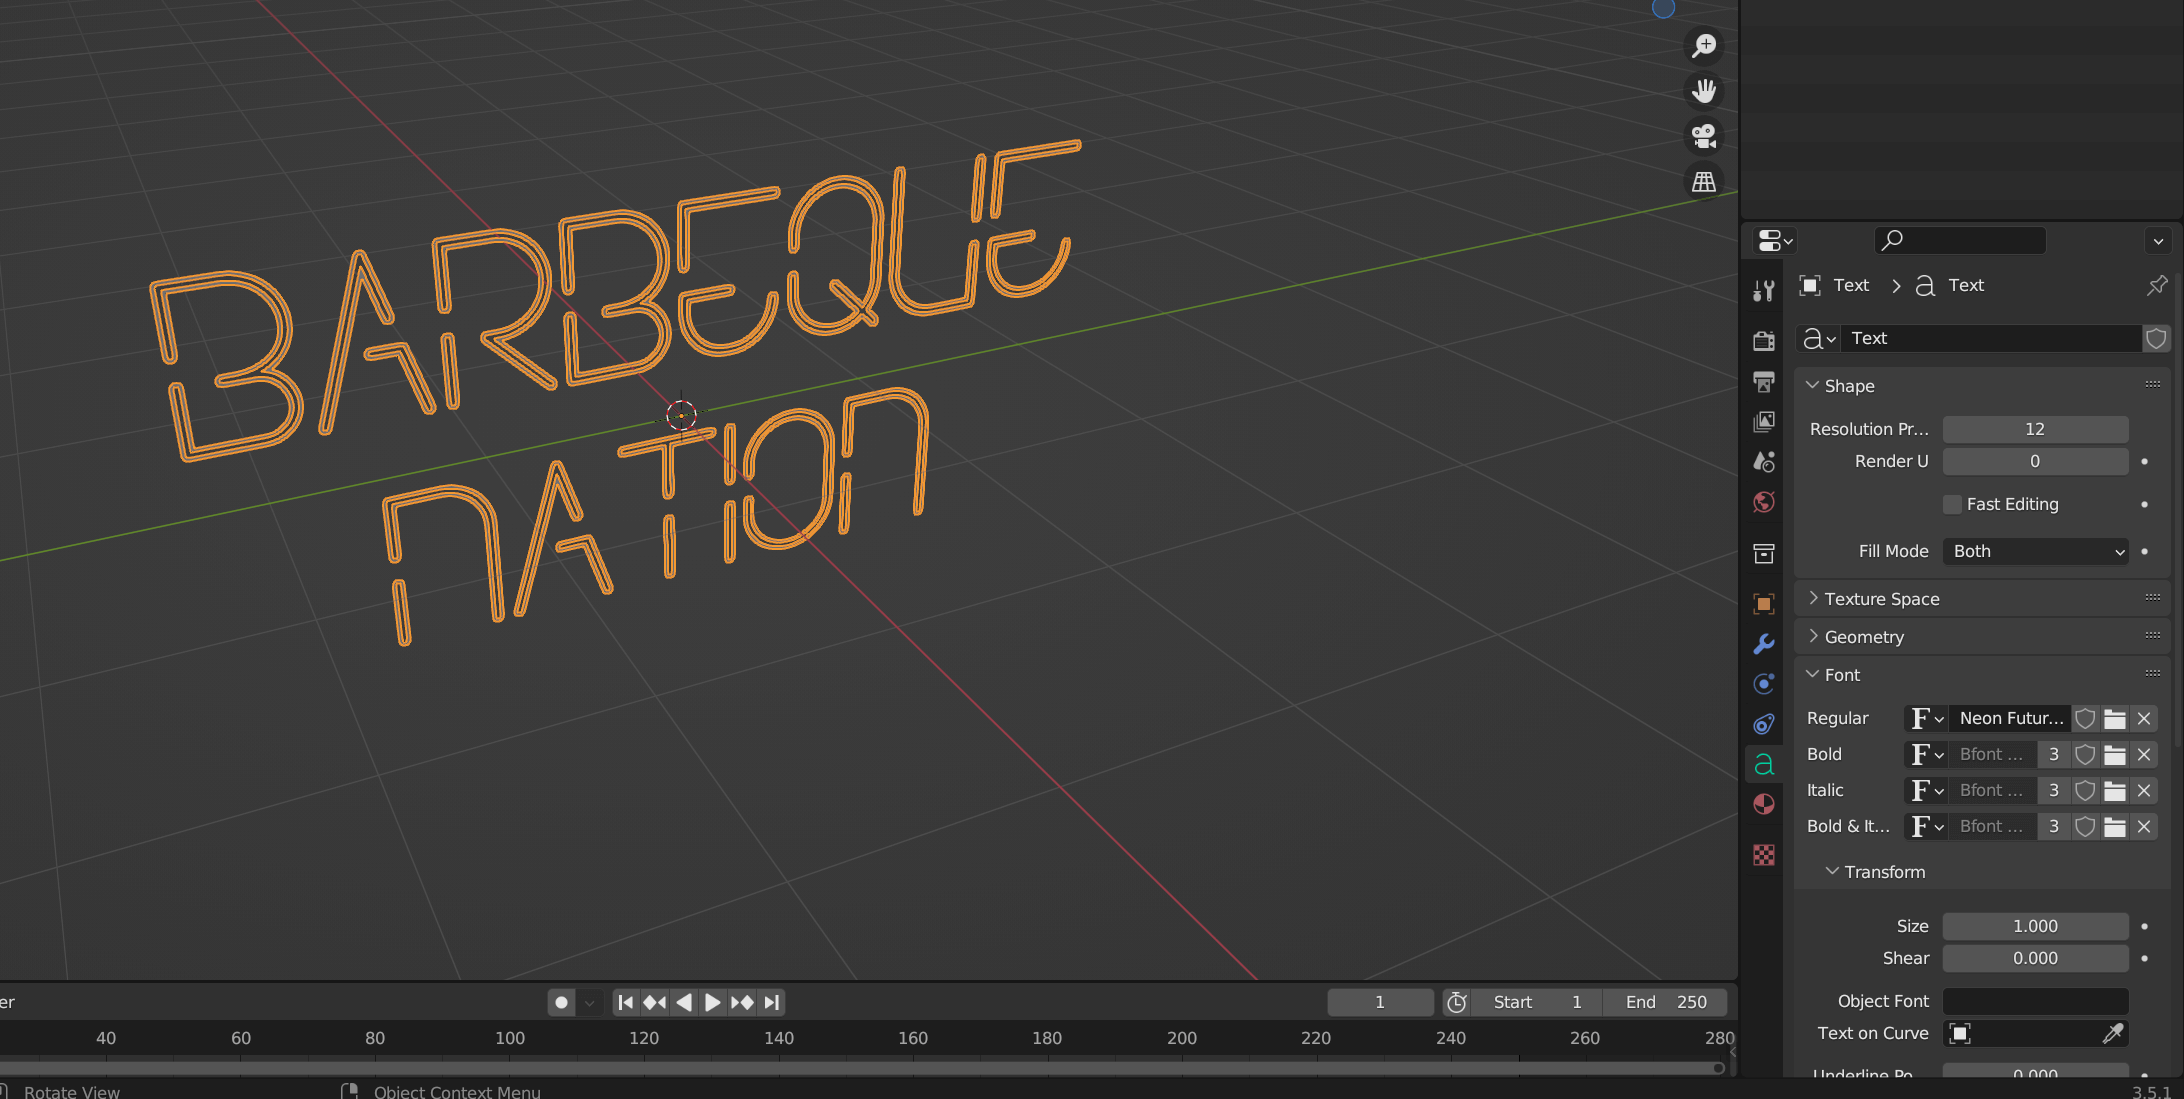 BARBEQUE
NATION
Text > Text
Text
Shape
Resolution Pr... 12
Render U 0
Fast Editing
Fill Mode Both
Texture Space
Geometry
Font
Regular F Neon Futur...
Bold F Bfont ... 3
Italic F Bfont ... 3
Bold & It... F Bfont ... 3
Transform
Size 1.000
Shear 0.000
Object Font
Text on Curve
Underline Po... 0.000
er 1 Start 1 End 250
40 60 80 100 120 140 160 180 200 220 240 260 280
Rotate View Object Context Menu 3.5.1